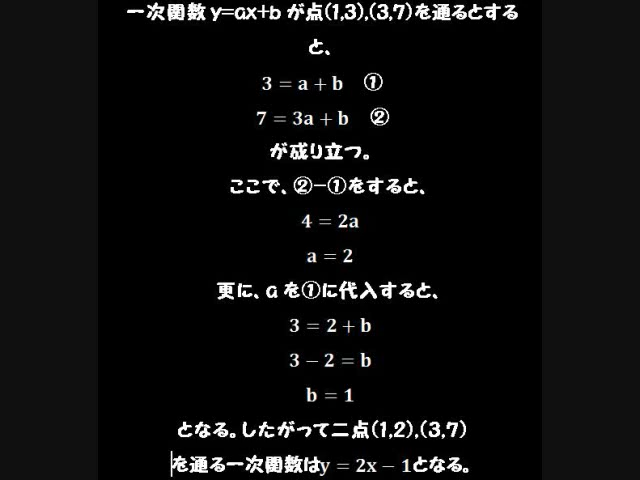 一次関数y=ax+bが点(1,3),(3,7)を通るとする
と、
3 = a + b ①
7 = 3a + b ②
が成り立つ。
ここで、②−①をすると、
4 = 2a
a = 2
更に、aを①に代入すると、
3 = 2 + b
3 − 2 = b
b = 1
となる。したがって二点(1,2),(3,7)
を通る一次関数はy = 2x − 1となる。